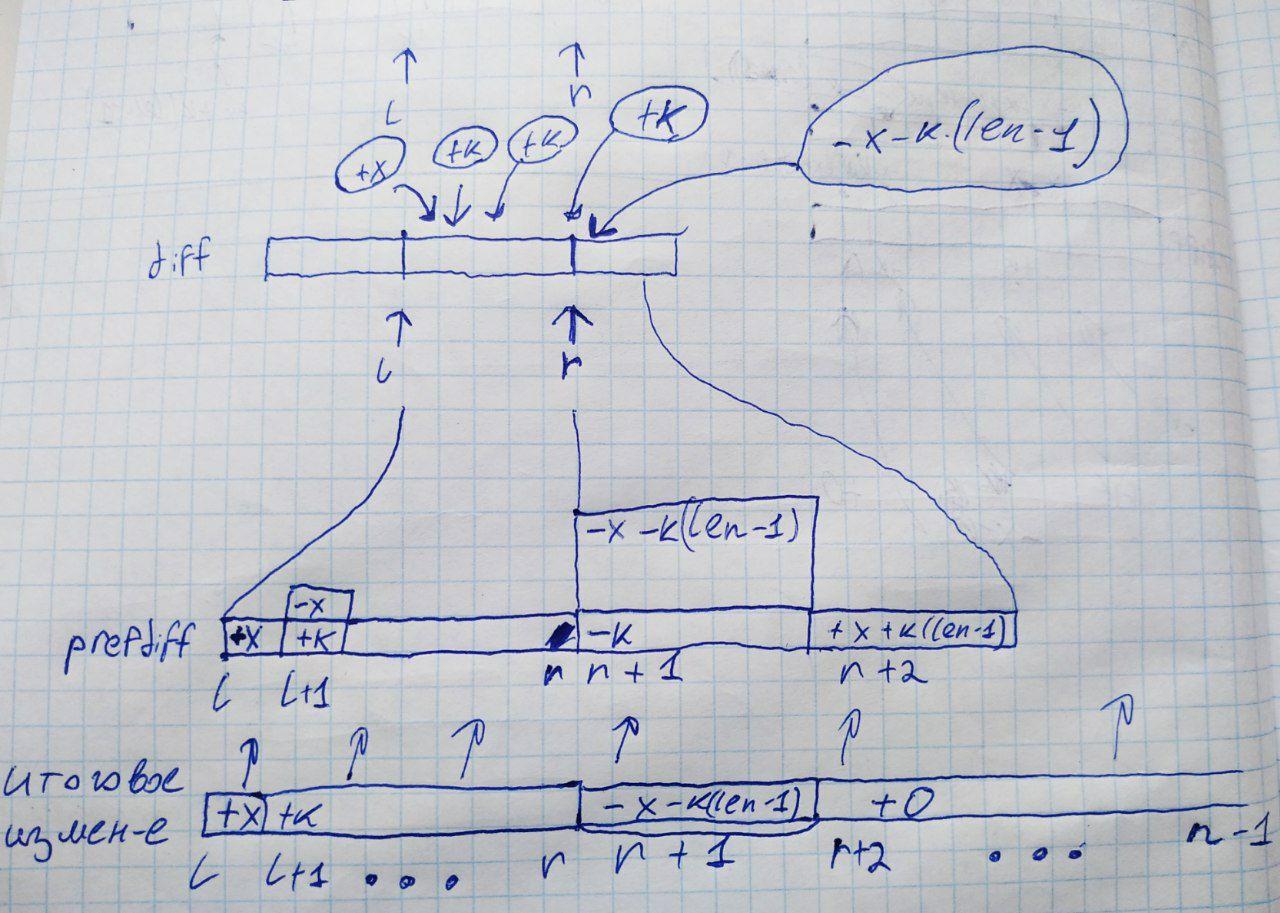 l r
+x +k +k +k -x-k·(len-1)
diff
l r
-x -k(len-1)
-x
prefdiff +x +k -k +x+k(len-1)
l l+1 r r+1 r+2
итоговое
измен-е +x +k -x-k(len-1) +0
l l+1 ... r r+1 r+2 ... n-1